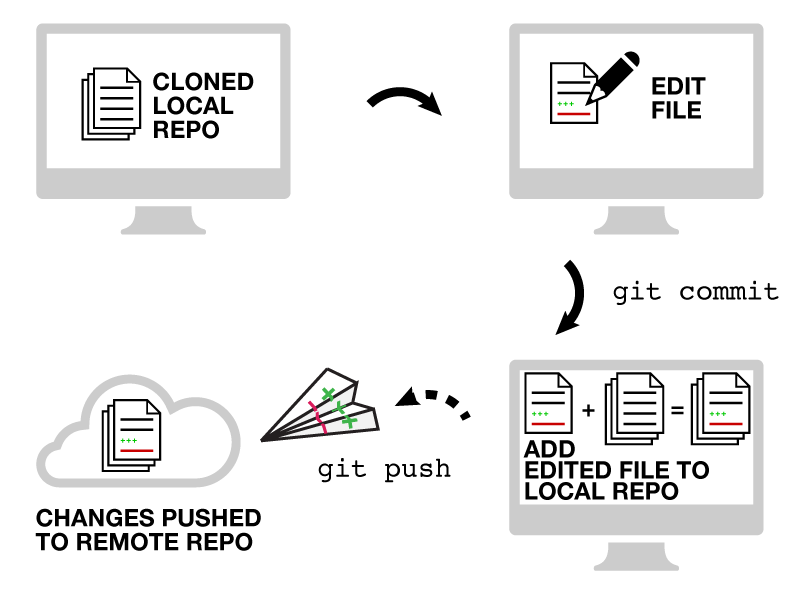 CLONED
LOCAL
REPO
EDIT
FILE
+++
git commit
+++
+
=
+++
ADD
EDITED FILE TO
LOCAL REPO
git push
+++
CHANGES PUSHED
TO REMOTE REPO